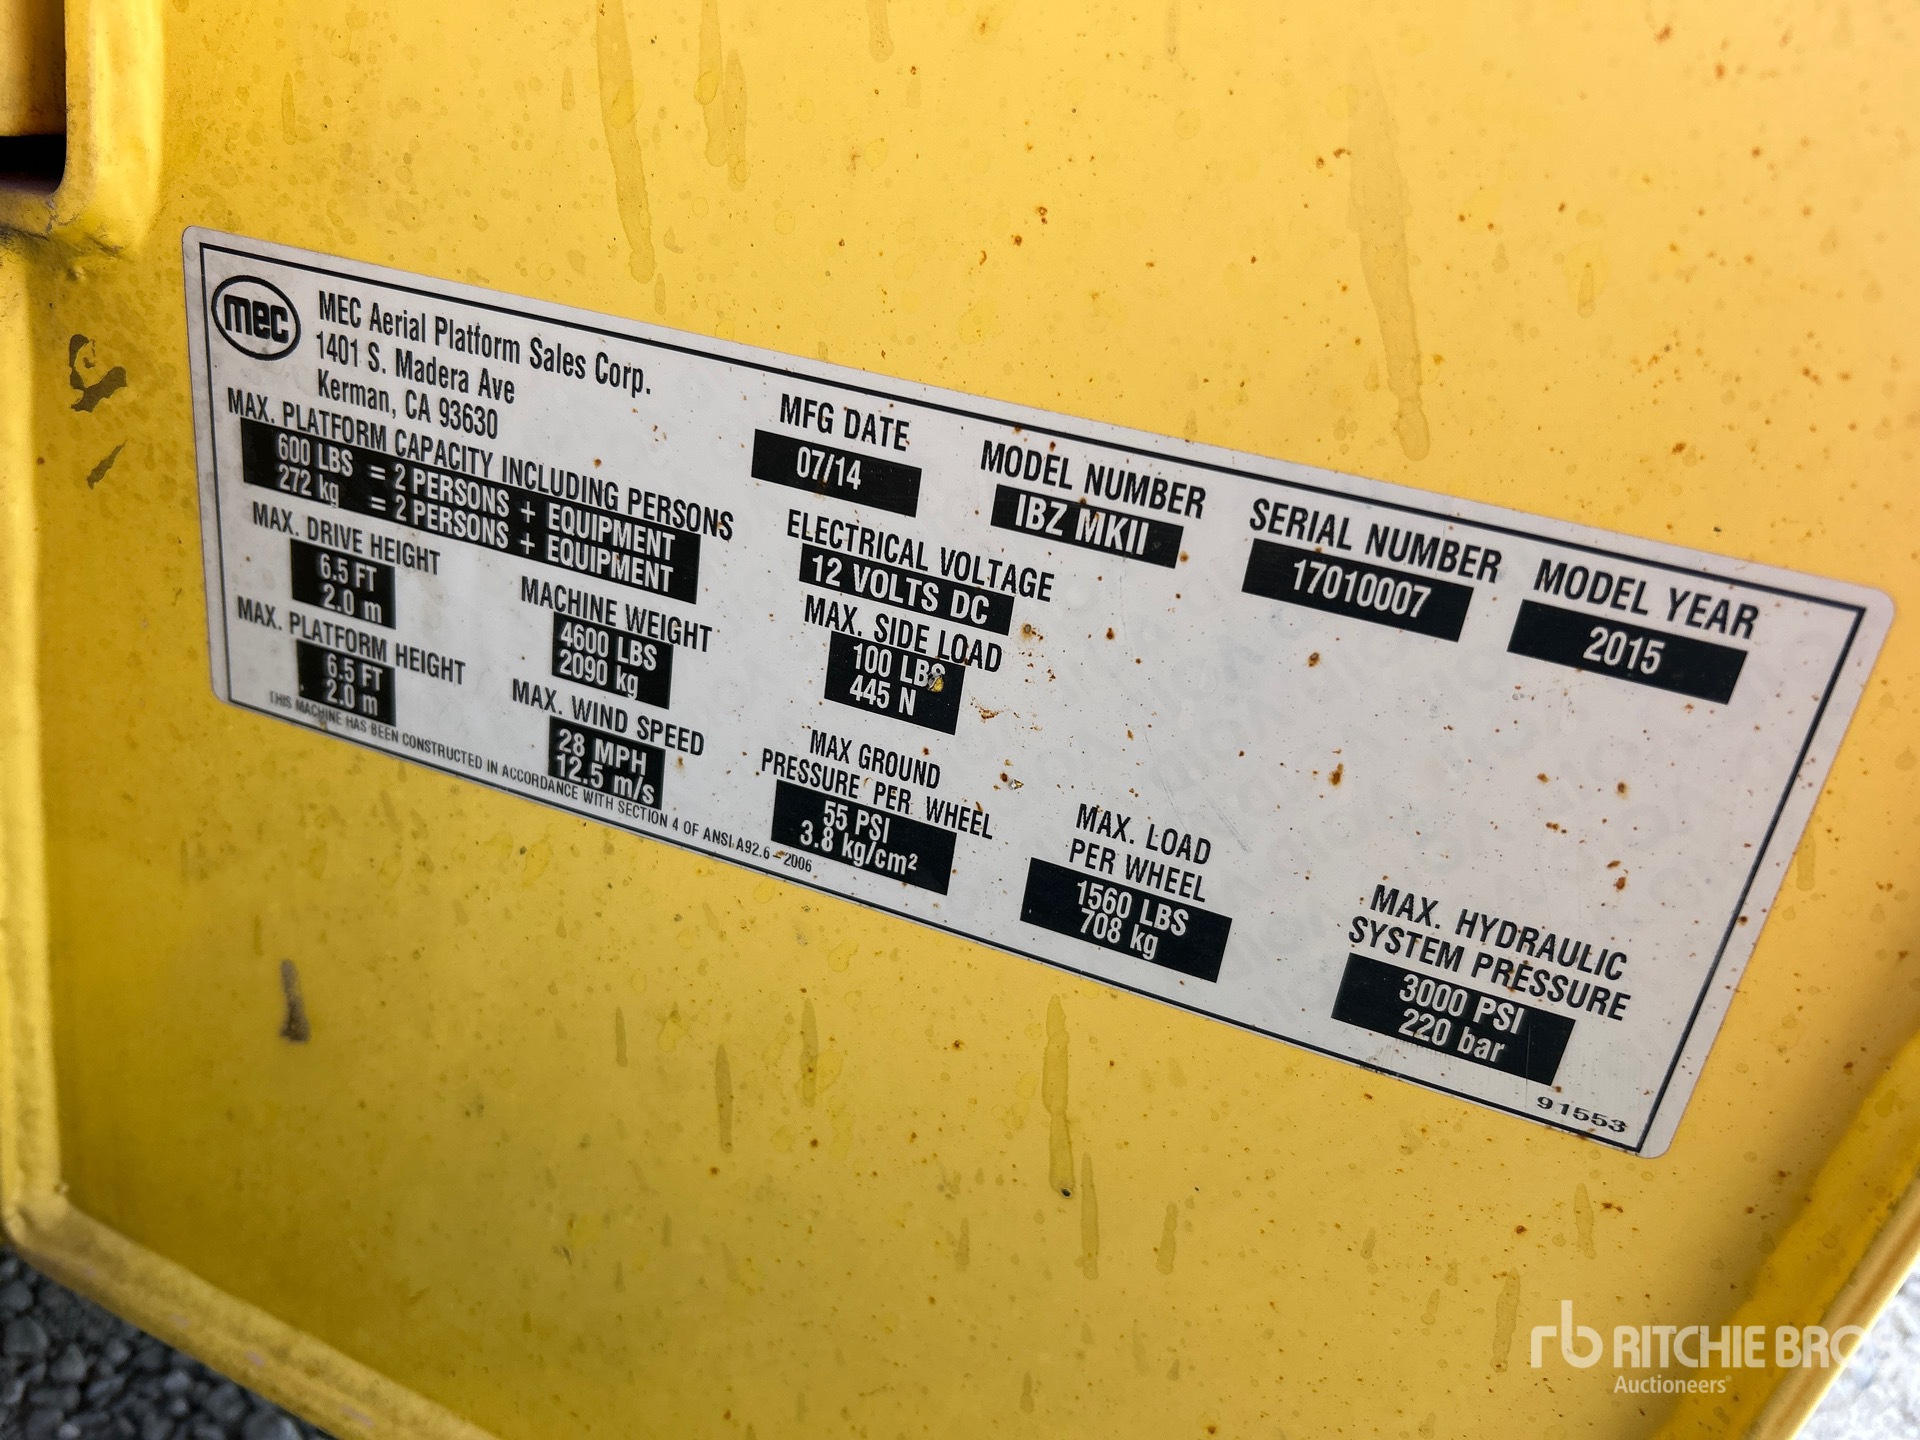 mec
MEC Aerial Platform Sales Corp.
1401 S. Madera Ave
Kerman, CA 93630
MAX. PLATFORM CAPACITY INCLUDING PERSONS
600 LBS = 2 PERSONS + EQUIPMENT
272 kg = 2 PERSONS + EQUIPMENT
MAX. DRIVE HEIGHT
6.5 FT
2.0 m
MAX. PLATFORM HEIGHT
6.5 FT
2.0 m
MACHINE WEIGHT
4600 LBS
2090 kg
MAX. WIND SPEED
28 MPH
12.5 m/s
THIS MACHINE HAS BEEN CONSTRUCTED IN ACCORDANCE WITH SECTION 4 OF ANSI A92.6 - 2006
MFG DATE
07/14
ELECTRICAL VOLTAGE
12 VOLTS DC
MAX. SIDE LOAD
100 LBS
445 N
MAX GROUND
PRESSURE PER WHEEL
55 PSI
3.8 kg/cm²
MODEL NUMBER
IBZ MKII
SERIAL NUMBER
17010007
MODEL YEAR
2015
MAX. LOAD
PER WHEEL
1560 LBS
708 kg
MAX. HYDRAULIC
SYSTEM PRESSURE
3000 PSI
220 bar
91553
rb RITCHIE BROS
Auctioneers